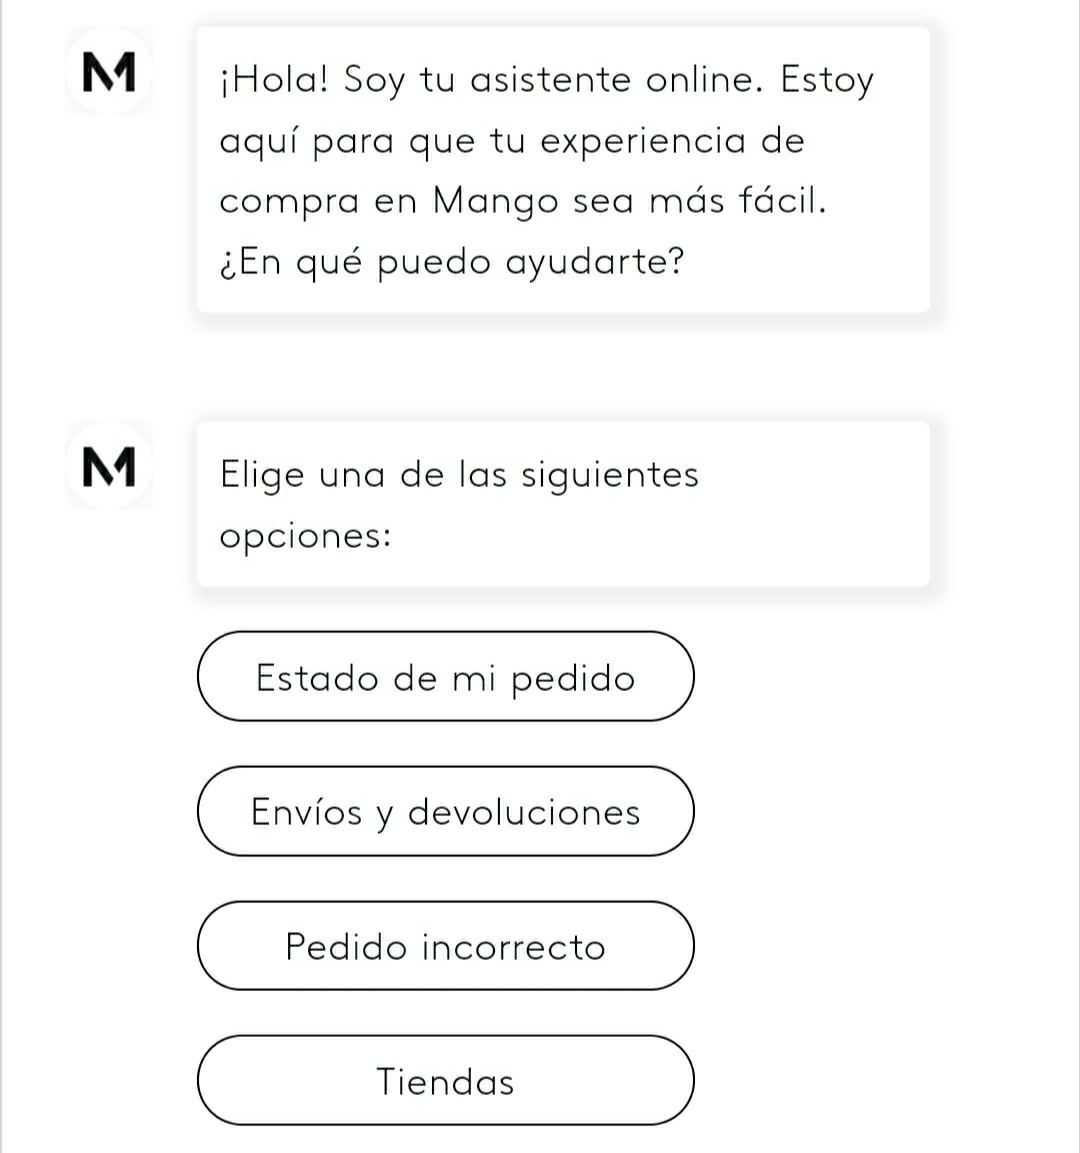 M
¡Hola! Soy tu asistente online. Estoy
aquí para que tu experiencia de
compra en Mango sea más fácil.
¿En qué puedo ayudarte?
M
Elige una de las siguientes
opciones:
Estado de mi pedido
Envíos y devoluciones
Pedido incorrecto
Tiendas